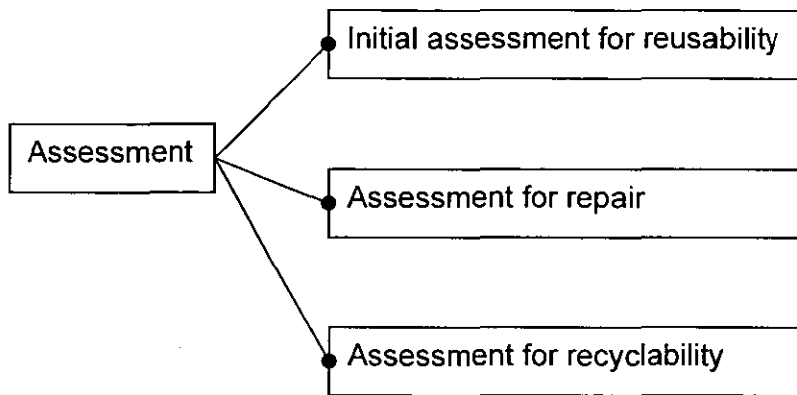 Initial assessment for reusability
Assessment
Assessment for repair
Assessment for recyclability